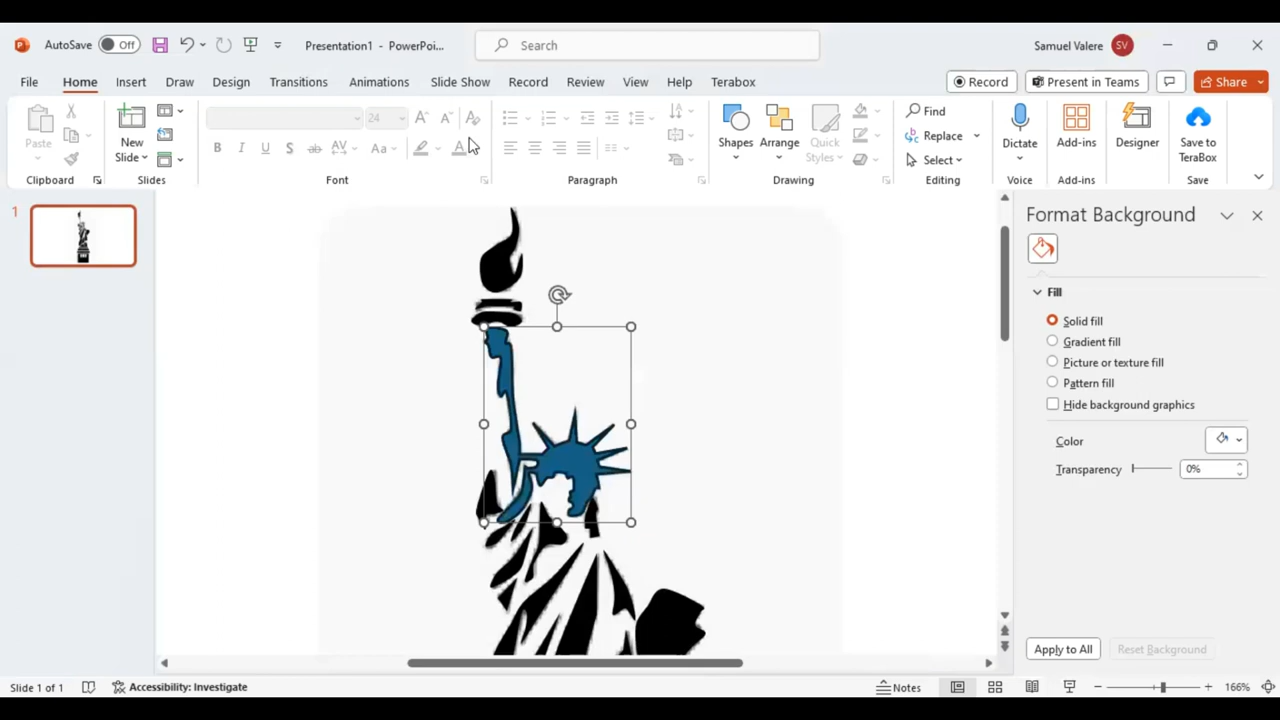 AutoSave Off Presentation1 - PowerPoi... Search Samuel Valere SV
File Home Insert Draw Design Transitions Animations Slide Show Record Review View Help Terabox Record Present in Teams Share
Paste New Slide 24 Aa A Shapes Arrange Quick Styles Find Replace Select Dictate Add-ins Designer Save to TeraBox
Clipboard Slides Font Paragraph Drawing Editing Voice Add-ins Save
1
Format Background
Fill
Solid fill
Gradient fill
Picture or texture fill
Pattern fill
Hide background graphics
Color
Transparency 0%
Apply to All Reset Background
Slide 1 of 1 Accessibility: Investigate Notes 166%